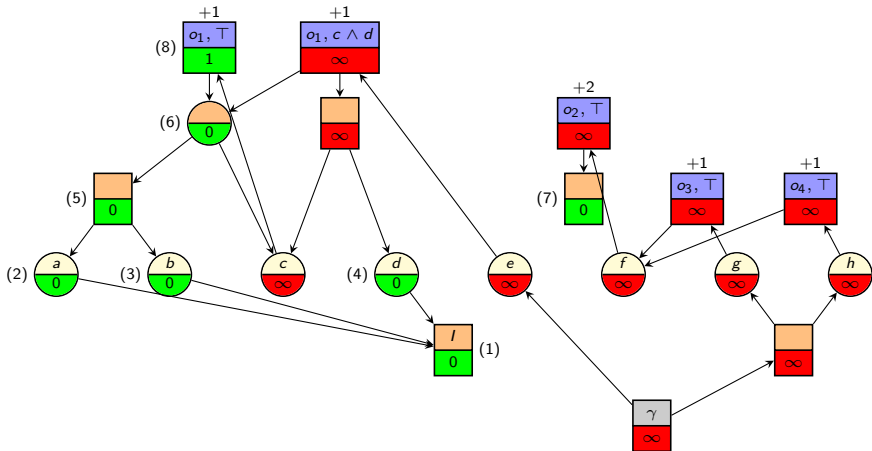 +1 +1
(8) o₁, ⊤ o₁, c ∧ d
1 ∞
+2
(6) o₂, ⊤
0 ∞ ∞
+1 +1
(5) (7) o₃, ⊤ o₄, ⊤
0 0 ∞ ∞
(2) a (3) b c (4) d e f g h
0 0 ∞ 0 ∞ ∞ ∞ ∞
I (1)
0 ∞
γ
∞